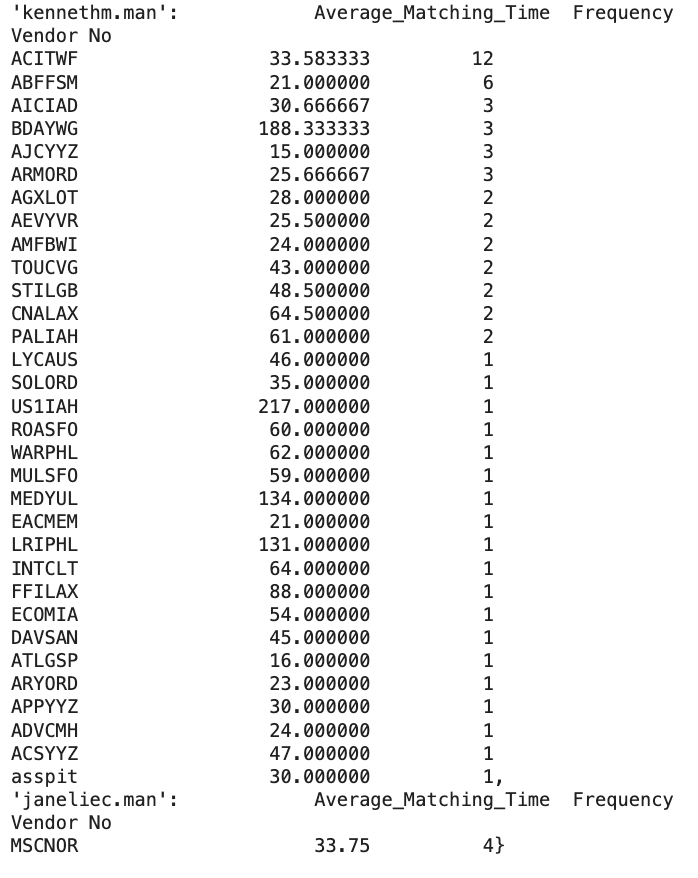 'kennethm.man':            Average_Matching_Time  Frequency
Vendor No
ACITWF                 33.583333         12
ABFFSM                 21.000000          6
AICIAD                 30.666667          3
BDAYWG                188.333333          3
AJCYYZ                 15.000000          3
ARMORD                 25.666667          3
AGXLOT                 28.000000          2
AEVYVR                 25.500000          2
AMFBWI                 24.000000          2
TOUCVG                 43.000000          2
STILGB                 48.500000          2
CNALAX                 64.500000          2
PALIAH                 61.000000          2
LYCAUS                 46.000000          1
SOLORD                 35.000000          1
US1IAH                217.000000          1
ROASFO                 60.000000          1
WARPHL                 62.000000          1
MULSFO                 59.000000          1
MEDYUL                134.000000          1
EACMEM                 21.000000          1
LRIPHL                131.000000          1
INTCLT                 64.000000          1
FFILAX                 88.000000          1
ECOMIA                 54.000000          1
DAVSAN                 45.000000          1
ATLGSP                 16.000000          1
ARYORD                 23.000000          1
APPYYZ                 30.000000          1
ADVCMH                 24.000000          1
ACSYYZ                 47.000000          1
asspit                 30.000000          1,
'janeliec.man':            Average_Matching_Time  Frequency
Vendor No
MSCNOR                     33.75          4}